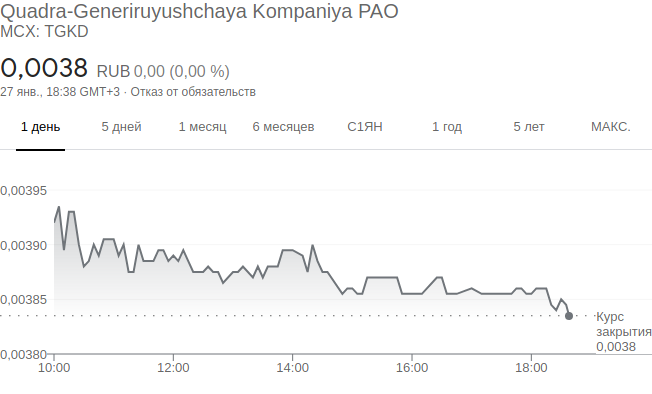 Quadra-Generiruyushchaya Kompaniya PAO
MCX: TGKD
0,0038 RUB 0,00 (0,00 %)
27 янв., 18:38 GMT+3 · Отказ от обязательств
1 день 5 дней 1 месяц 6 месяцев С1ЯН 1 год 5 лет МАКС.
0,00395
0,00390
0,00385
Курс
закрытия
0,0038
0,00380
10:00 12:00 14:00 16:00 18:00